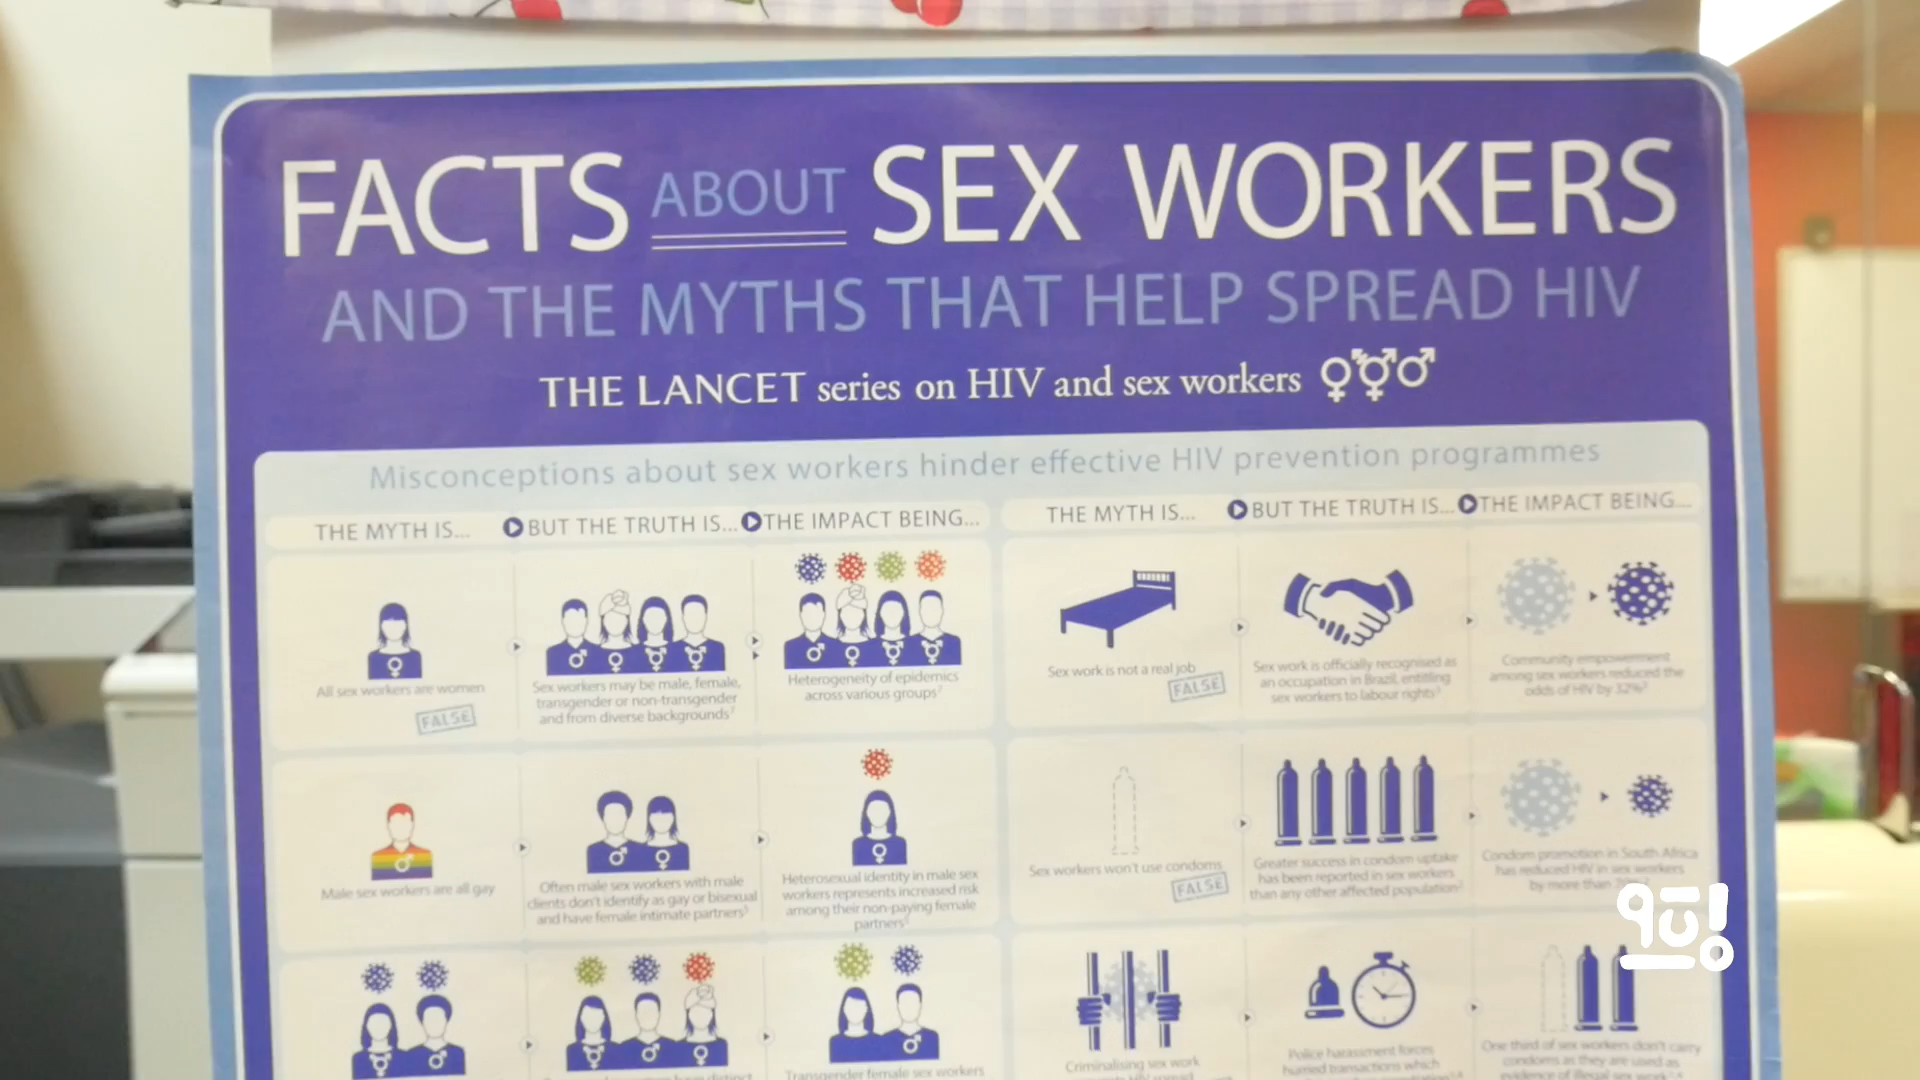 FACTS ABOUT SEX WORKERS
AND THE MYTHS THAT HELP SPREAD HIV
THE LANCET series on HIV and sex workers
Misconceptions about sex workers hinder effective HIV prevention programmes
THE MYTH IS...
BUT THE TRUTH IS...
THE IMPACT BEING...
All sex workers are women
FALSE
Sex workers may be male, female,
transgender or non-transgender
and from diverse backgrounds
Heterogeneity of epidemics
across various groups
Male sex workers are all gay
Often male sex workers with male
clients don't identify as gay or bisexual
and have female intimate partners
Heterosexual identity in male sex
workers represents increased risk
among their non-paying female
partners
Transgender female sex workers
THE MYTH IS...
BUT THE TRUTH IS...
THE IMPACT BEING...
Sex work is not a real job
FALSE
Sex work is officially recognised as
an occupation in Brazil, entitling
sex workers to labour rights
Community empowerment
among sex workers reduced the
odds of HIV by 32%
Sex workers won't use condoms
FALSE
Greater success in condom uptake
has been reported in sex workers
than any other affected population
Condom promotion in South Africa
has reduced HIV in sex workers
by more than
Criminalising sex work
Police harassment forces
hurried transactions which
One third of sex workers don't carry
condoms as they are used as
evidence of illegal sex work